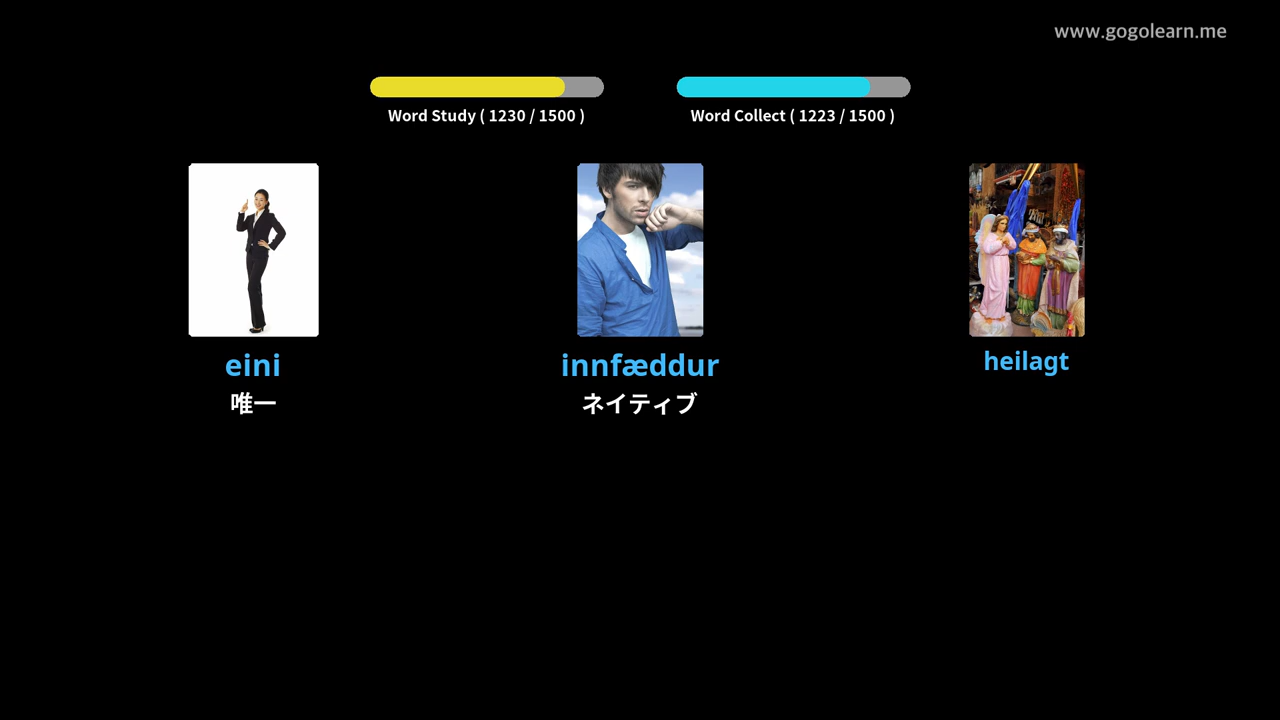 www.gogolearn.me
Word Study ( 1230 / 1500 )
Word Collect ( 1223 / 1500 )
eini
唯一
innfæddur
ネイティブ
heilagt